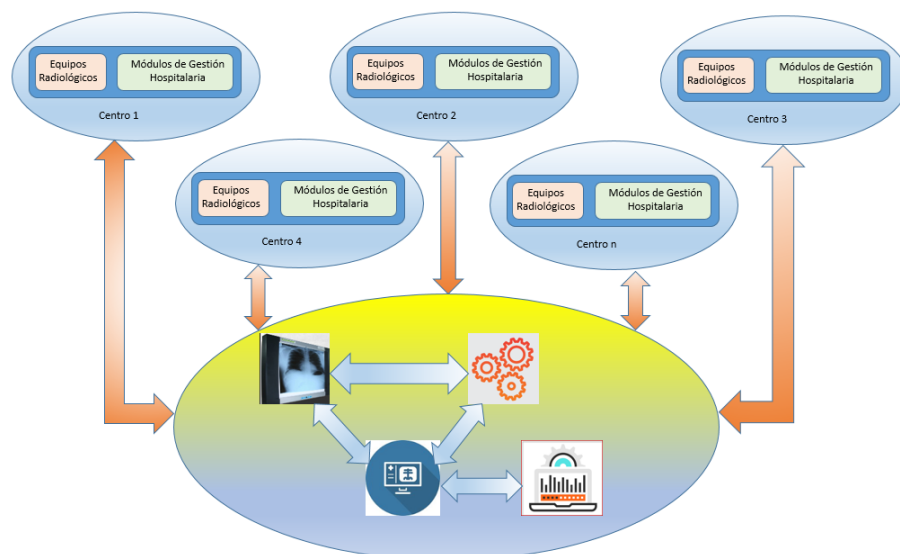 Equipos
Radiológicos
Módulos de Gestión
Hospitalaria
Centro 1
Equipos
Radiológicos
Módulos de Gestión
Hospitalaria
Centro 2
Equipos
Radiológicos
Módulos de Gestión
Hospitalaria
Centro 3
Equipos
Radiológicos
Módulos de Gestión
Hospitalaria
Centro 4
Equipos
Radiológicos
Módulos de Gestión
Hospitalaria
Centro n